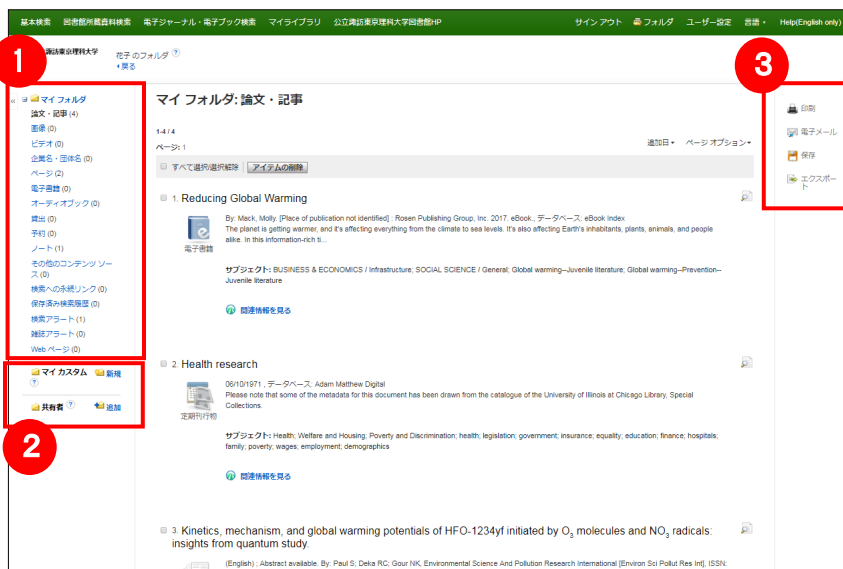 基本検索 図書館所蔵資料検索 電子ジャーナル・電子ブック検索 マイライブラリ 公立諏訪東京理科大学図書館HP サイン アウト フォルダ ユーザー設定 言語 Help(English only)
諏訪東京理科大学 花子 のフォルダ ?
戻る
1
«
マイ フォルダ
論文・記事 (4)
画像 (0)
ビデオ (0)
企業名・団体名 (0)
ページ (2)
電子書籍 (0)
オーディオブック (0)
貸出 (0)
予約 (0)
ノート (1)
その他のコンテンツ ソー
ス (0)
検索への永続リンク (0)
保存済み検索履歴 (0)
検索アラート (1)
雑誌アラート (0)
Web ページ (0)
マイ カスタム 新規
?
共有者 ? 追加
2
マイ フォルダ: 論文・記事
1-4 / 4
ページ: 1
追加日 ページ オプション
すべて選択/選択解除 アイテムの削除
1. Reducing Global Warming
電子書籍
By: Mack, Molly. [Place of publication not identified] : Rosen Publishing Group, Inc. 2017. eBook., データベース: eBook Index
The planet is getting warmer, and it's affecting everything from the climate to sea levels. It's also affecting Earth's inhabitants, plants, animals, and people
alike. In this information-rich ti...
サブジェクト: BUSINESS & ECONOMICS / Infrastructure; SOCIAL SCIENCE / General; Global warming--Juvenile literature; Global warming--Prevention--
Juvenile literature
関連情報を見る
2. Health research
定期刊行物
06/10/1971 , データベース: Adam Matthew Digital
Please note that some of the metadata for this document has been drawn from the catalogue of the University of Illinois at Chicago Library, Special
Collections.
サブジェクト: Health; Welfare and Housing; Poverty and Discrimination; health; legislation; government; insurance; equality; education; finance; hospitals;
family; poverty; wages; employment; demographics
関連情報を見る
3. Kinetics, mechanism, and global warming potentials of HFO-1234yf initiated by O3 molecules and NO3 radicals:
insights from quantum study.
(English) ; Abstract available. By: Paul S; Deka RC; Gour NK, Environmental Science And Pollution Research International [Environ Sci Pollut Res Int], ISSN:
3
印刷
電子メール
保存
エクスポー
ト